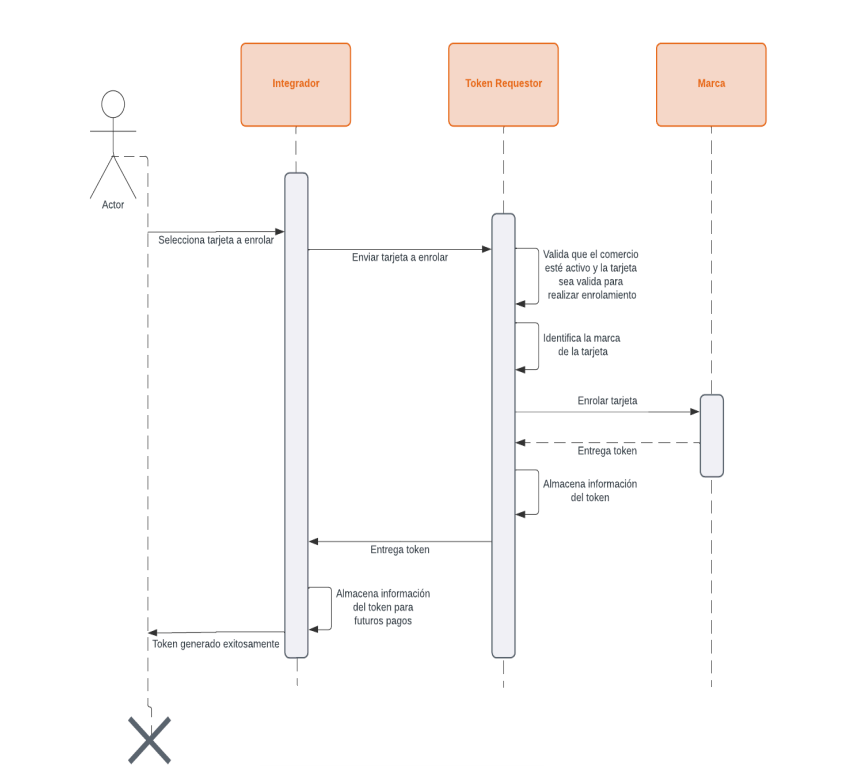 Integrador
Token Requestor
Marca
Actor
Selecciona tarjeta a enrolar
Enviar tarjeta a enrolar
Valida que el comercio
esté activo y la tarjeta
sea valida para
realizar enrolamiento
Identifica la marca
de la tarjeta
Enrolar tarjeta
Entrega token
Almacena información
del token
Entrega token
Almacena información
del token para
futuros pagos
Token generado exitosamente